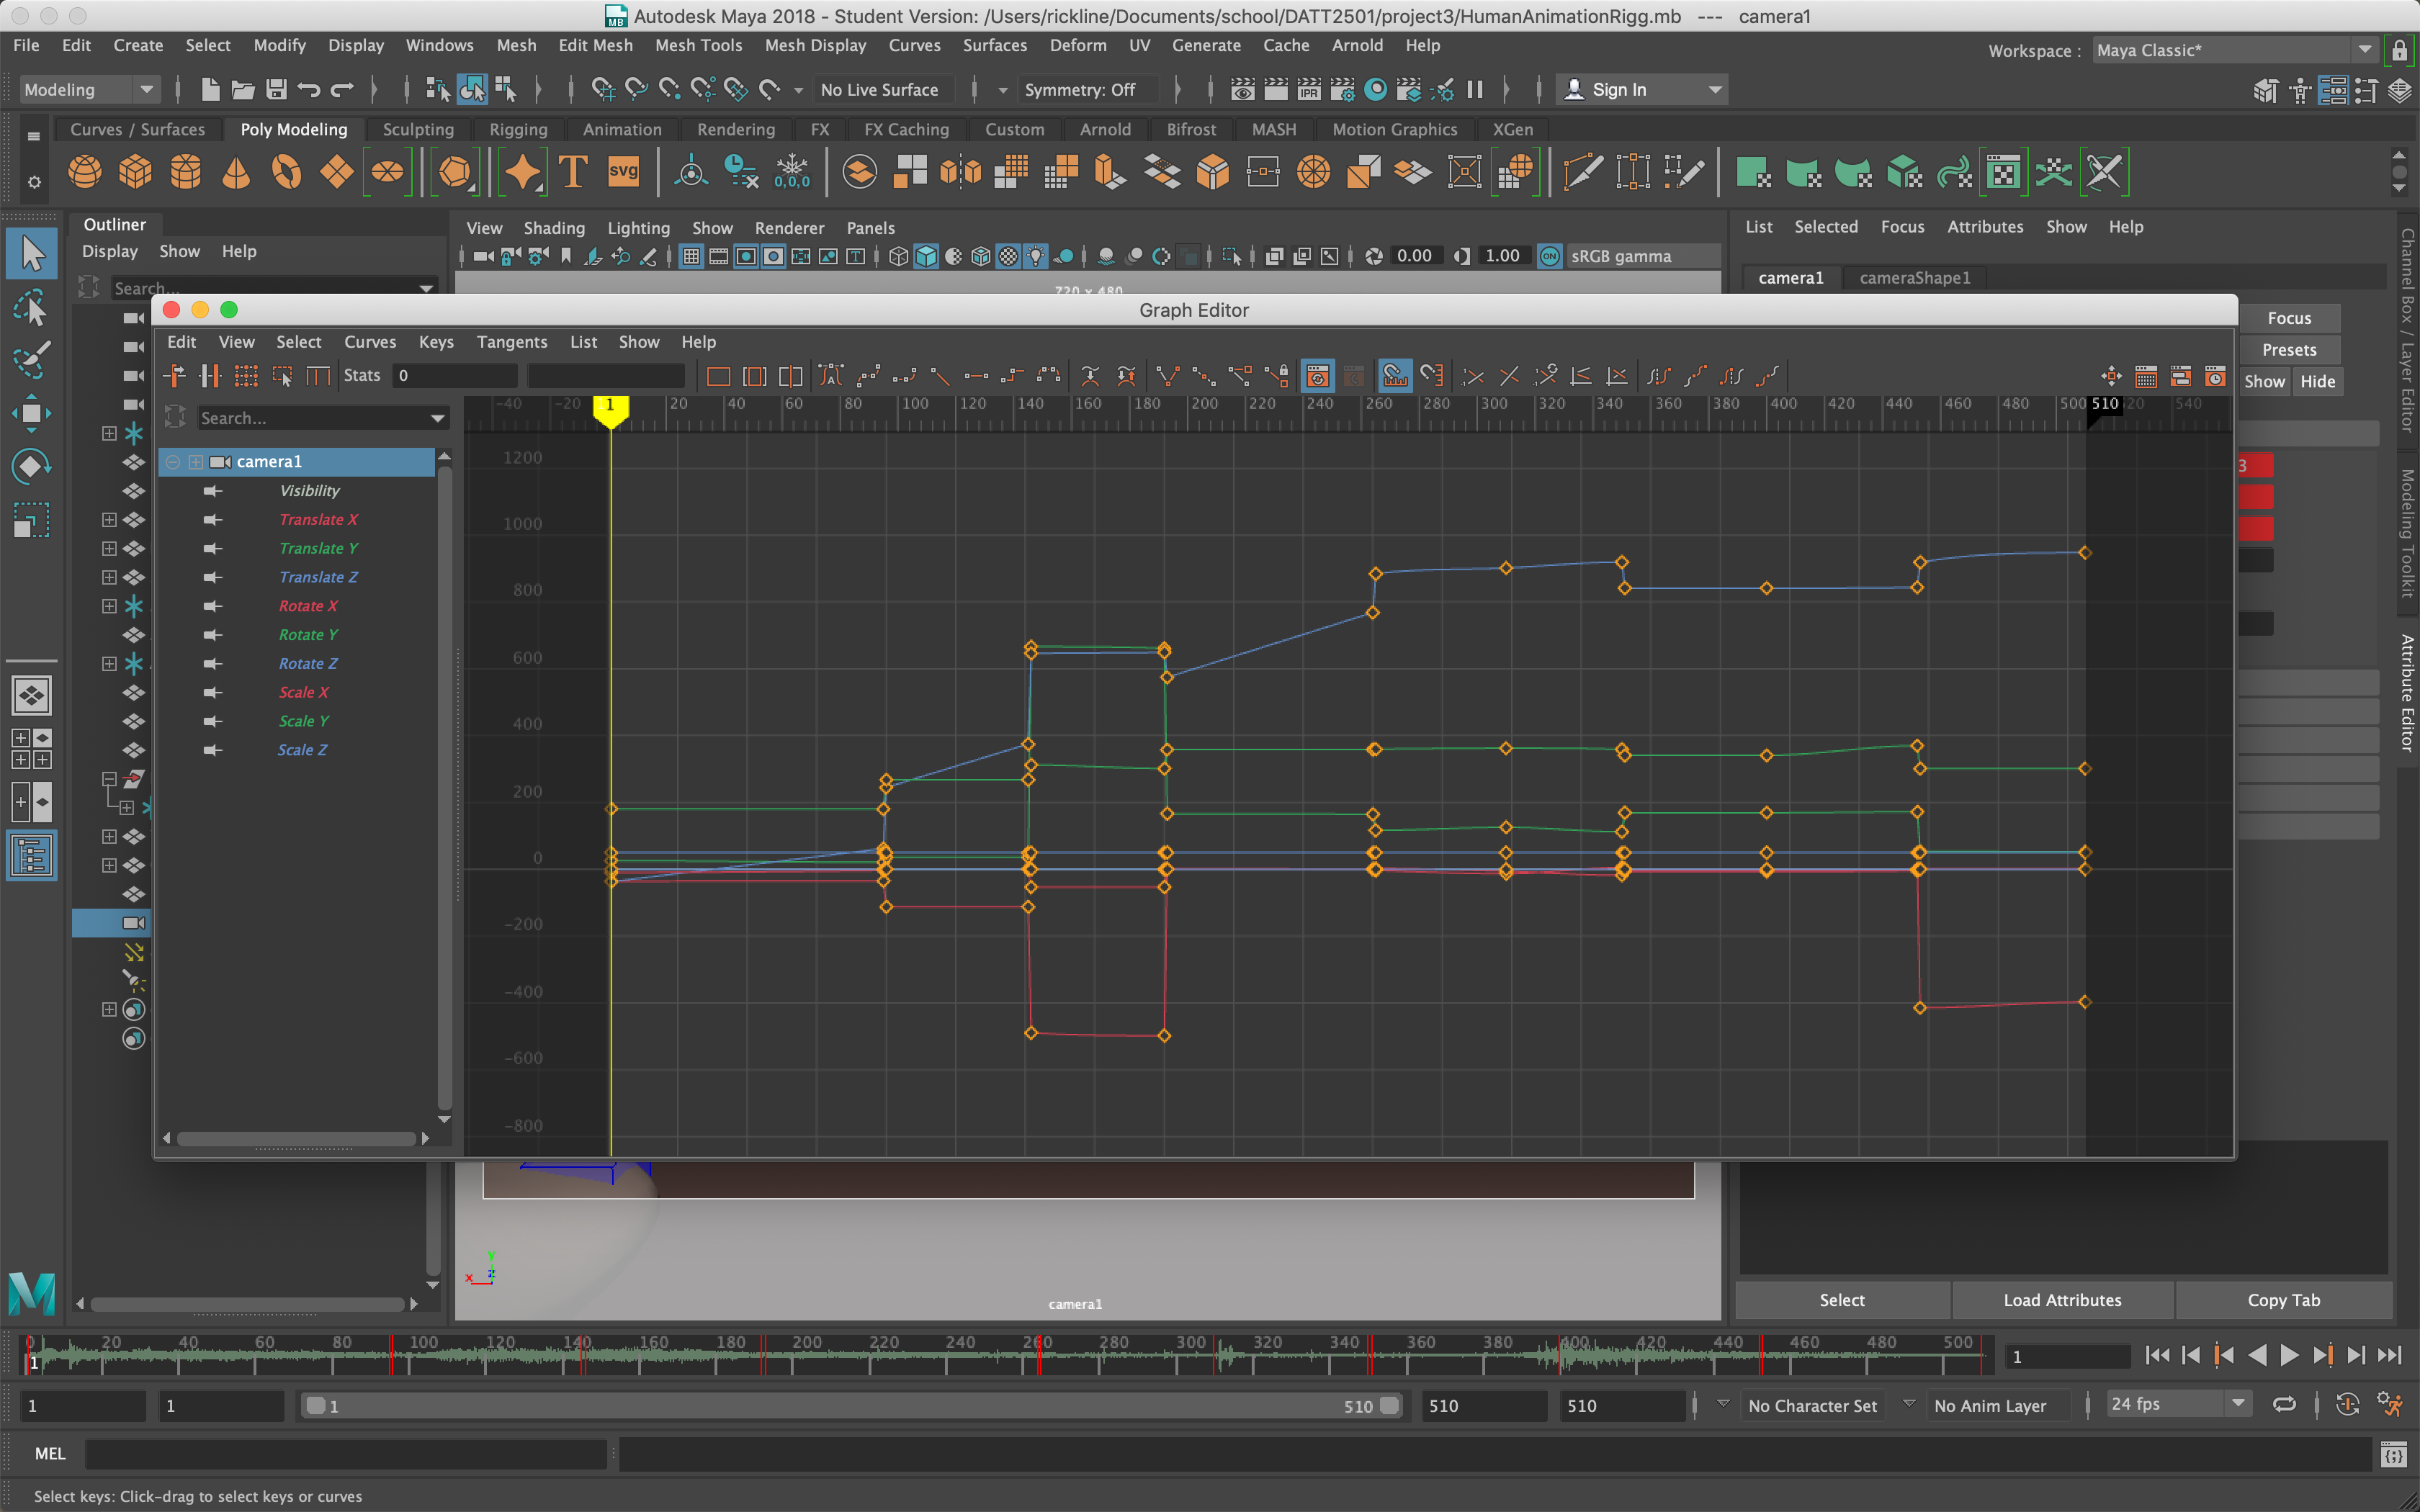 Autodesk Maya 2018 - Student Version: /Users/rickline/Documents/school/DATT2501/project3/HumanAnimationRigg.mb --- camera1
File Edit Create Select Modify Display Windows Mesh Edit Mesh Mesh Tools Mesh Display Curves Surfaces Deform UV Generate Cache Arnold Help
Workspace : Maya Classic*
Modeling No Live Surface Symmetry: Off IPR Sign In
Curves / Surfaces Poly Modeling Sculpting Rigging Animation Rendering FX FX Caching Custom Arnold Bifrost MASH Motion Graphics XGen
T SVG 0,0,0
Outliner
Display Show Help
Search...
View Shading Lighting Show Renderer Panels
0.00 1.00 ON sRGB gamma
720 x 480
List Selected Focus Attributes Show Help
camera1 cameraShape1
Focus
Presets
Show Hide
3
Channel Box / Layer Editor
Modeling Toolkit
Attribute Editor
Graph Editor
Edit View Select Curves Keys Tangents List Show Help
Stats 0
Search...
-40 -20 1 20 40 60 80 100 120 140 160 180 200 220 240 260 280 300 320 340 360 380 400 420 440 460 480 500 510 20 540
camera1
Visibility
Translate X
Translate Y
Translate Z
Rotate X
Rotate Y
Rotate Z
Scale X
Scale Y
Scale Z
1200
1000
800
600
400
200
0
-200
-400
-600
-800
Y
X Z
camera1
Select Load Attributes Copy Tab
0 20 40 60 80 100 120 140 160 180 200 220 240 260 280 300 320 340 360 380 400 420 440 460 480 500
1
1
1 1 1 510 510 510 No Character Set No Anim Layer 24 fps
MEL
Select keys: Click-drag to select keys or curves